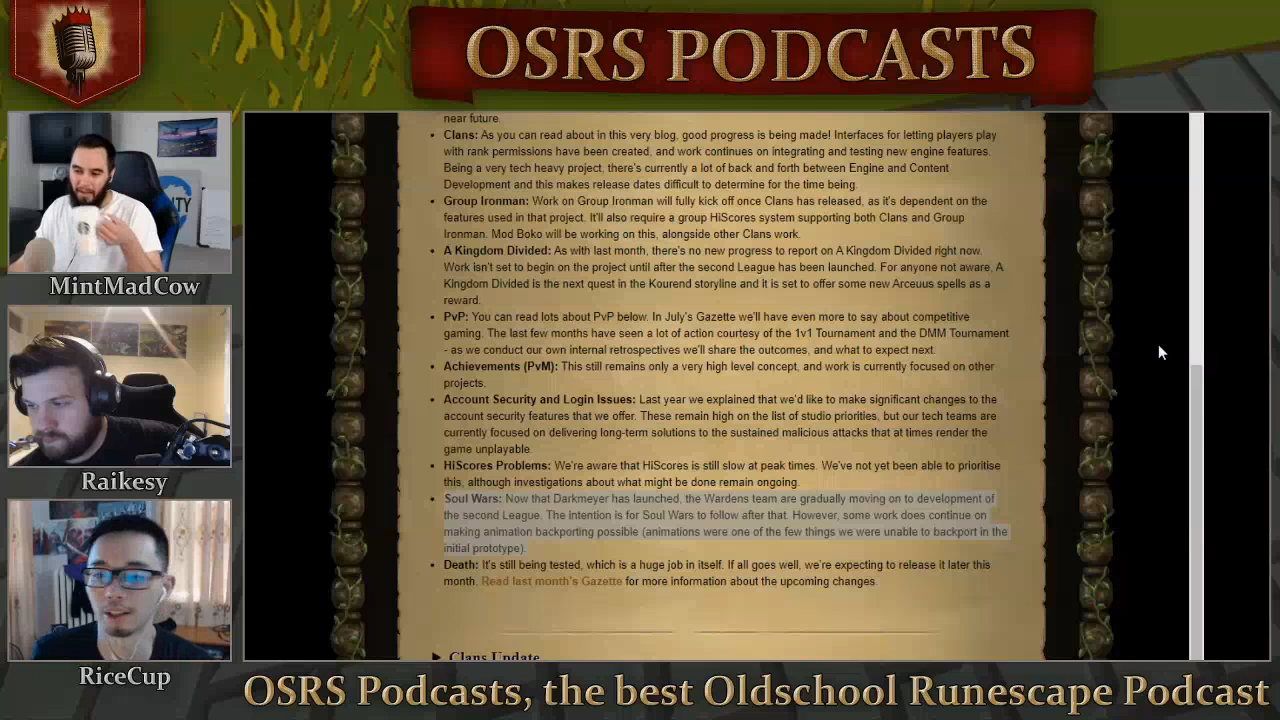 OSRS PODCASTS
MintMadCow
Raikesy
RiceCup
near future.
• Clans: As you can read about in this very blog, good progress is being made! Interfaces for letting players play
with rank permissions have been created, and work continues on integrating and testing new engine features.
Being a very tech heavy project, there's currently a lot of back and forth between Engine and Content
Development and this makes release dates difficult to determine for the time being.
• Group Ironman: Work on Group Ironman will fully kick off once Clans has released, as it's dependent on the
features used in that project. It'll also require a group HiScores system supporting both Clans and Group
Ironman. Mod Boko will be working on this, alongside other Clans work.
• A Kingdom Divided: As with last month, there's no new progress to report on A Kingdom Divided right now.
Work isn't set to begin on the project until after the second League has been launched. For anyone not aware, A
Kingdom Divided is the next quest in the Kourend storyline and it is set to offer some new Arceuus spells as a
reward.
• PvP: You can read lots about PvP below. In July's Gazette we'll have even more to say about competitive
gaming. The last few months have seen a lot of action courtesy of the 1v1 Tournament and the DMM Tournament
- as we conduct our own internal retrospectives we'll share the outcomes, and what to expect next.
• Achievements (PvM): This still remains only a very high level concept, and work is currently focused on other
projects.
• Account Security and Login Issues: Last year we explained that we'd like to make significant changes to the
account security features that we offer. These remain high on the list of studio priorities, but our tech teams are
currently focused on delivering long-term solutions to the sustained malicious attacks that at times render the
game unplayable.
• HiScores Problems: We're aware that HiScores is still slow at peak times. We've not yet been able to prioritise
this, although investigations about what might be done remain ongoing.
• Soul Wars: Now that Darkmeyer has launched, the Wardens team are gradually moving on to development of
the second League. The intention is for Soul Wars to follow after that. However, some work does continue on
making animation backporting possible (animations were one of the few things we were unable to backport in the
initial prototype).
• Death: It's still being tested, which is a huge job in itself. If all goes well, we're expecting to release it later this
month. Read last month's Gazette for more information about the upcoming changes.
Clans Update
OSRS Podcasts, the best Oldschool Runescape Podcast